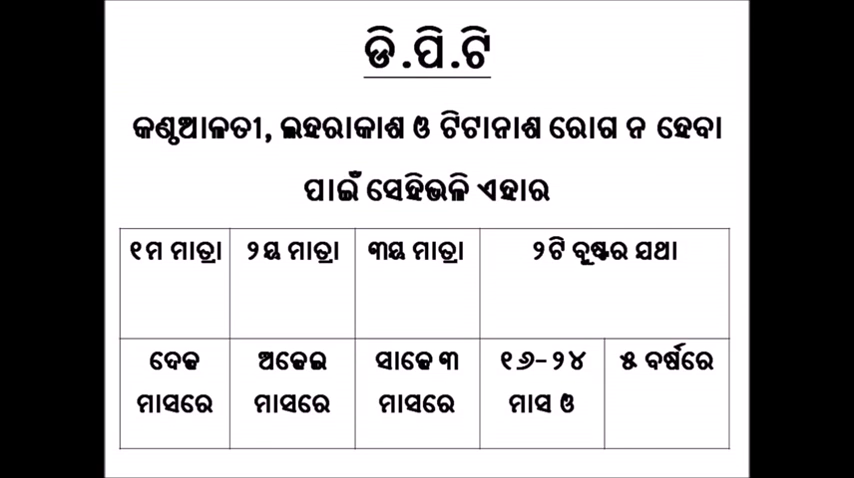 ଡି.ପି.ଟି
କଣ୍ଠଆଳତୀ, ଲହରାକାଶ ଓ ଟିଟାନାଶ ରୋଗ ନ ହେବା
ପାଇଁ ସେହିଭଳି ଏହାର
୧ମ ମାତ୍ରା ୨ୟ ମାତ୍ରା ୩ୟ ମାତ୍ରା ୨ଟି ବୂଷ୍ଟର ଯଥା
ଦେଢ ଅଢେଇ ସାଢେ ୩ ୧୬-୨୪ ୫ ବର୍ଷରେ
ମାସରେ ମାସରେ ମାସରେ ମାସ ଓ